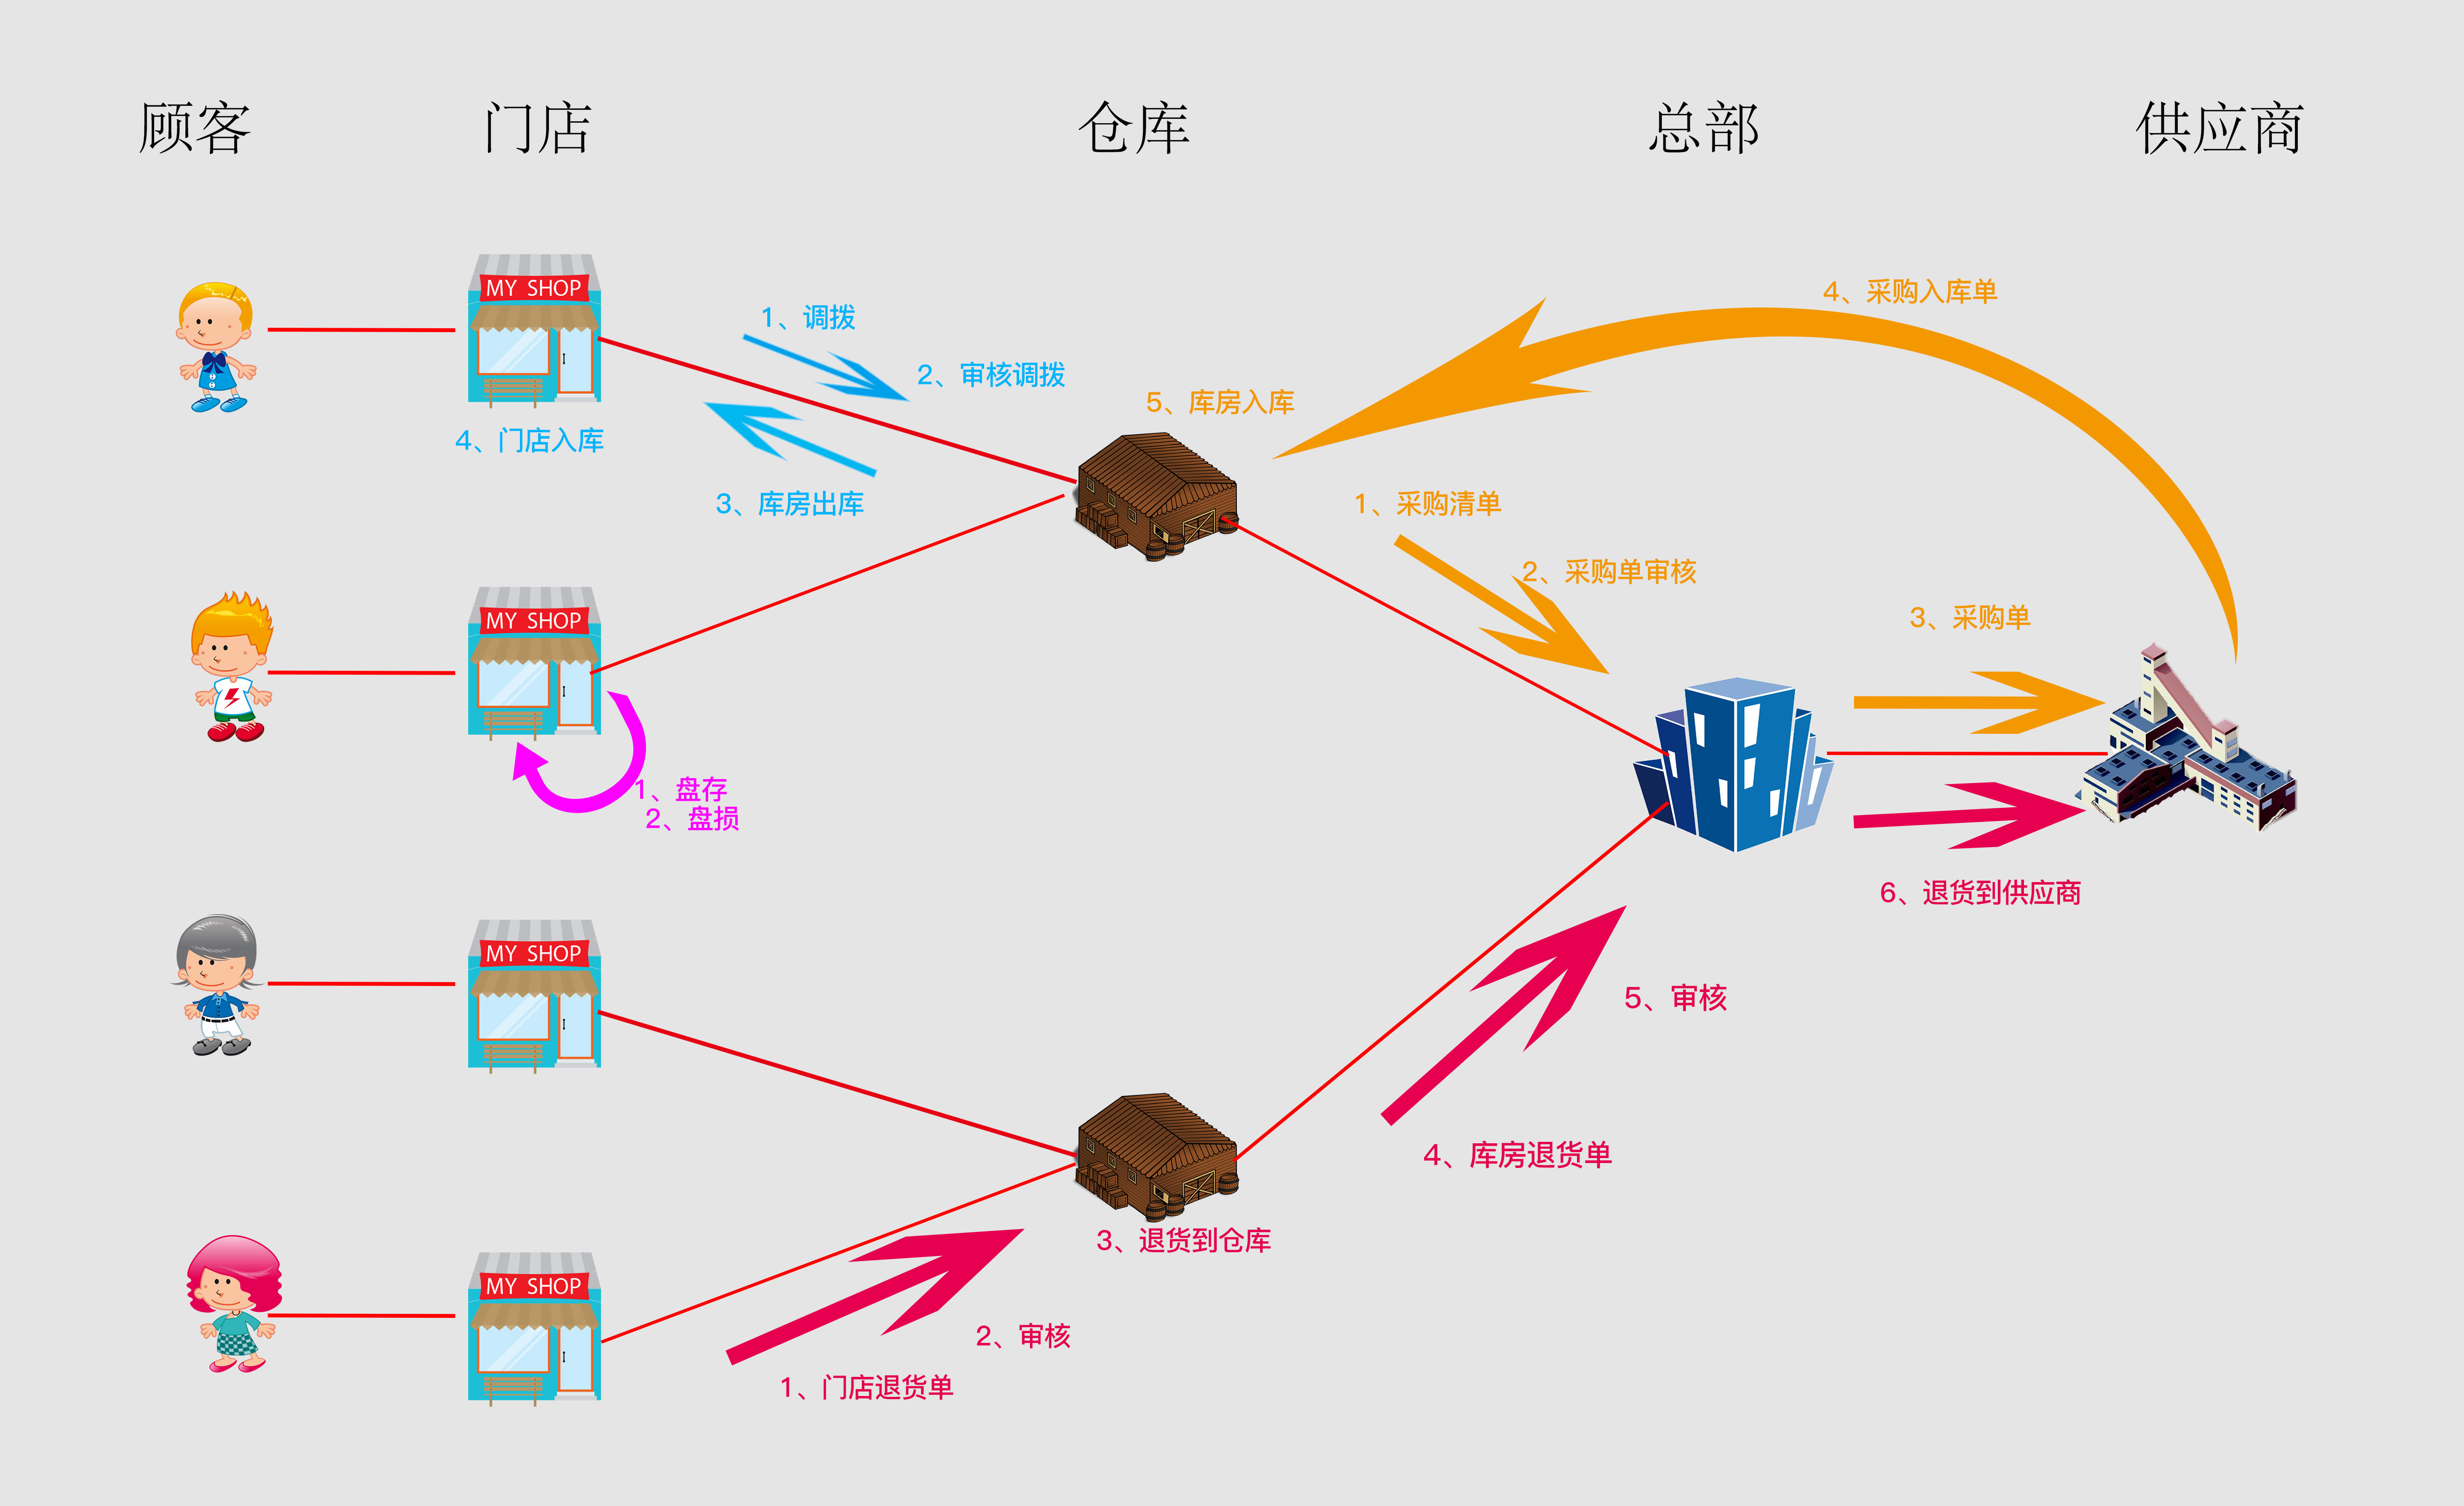 顾客
门店
仓库
总部
供应商
MY SHOP
1、调拨
2、审核调拨
3、库房出库
4、门店入库
5、库房入库
4、采购入库单
1、采购清单
2、采购单审核
3、采购单
MY SHOP
1、盘存
2、盘损
6、退货到供应商
MY SHOP
5、审核
4、库房退货单
3、退货到仓库
MY SHOP
2、审核
1、门店退货单